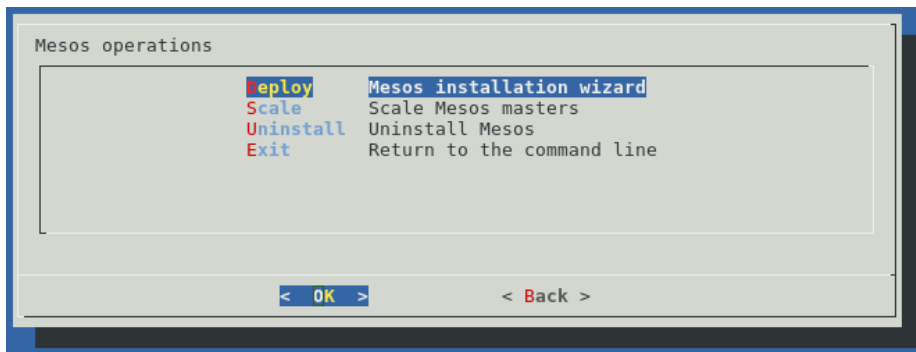 Mesos operations
Deploy Mesos installation wizard
Scale Scale Mesos masters
Uninstall Uninstall Mesos
Exit Return to the command line
< OK > < Back >